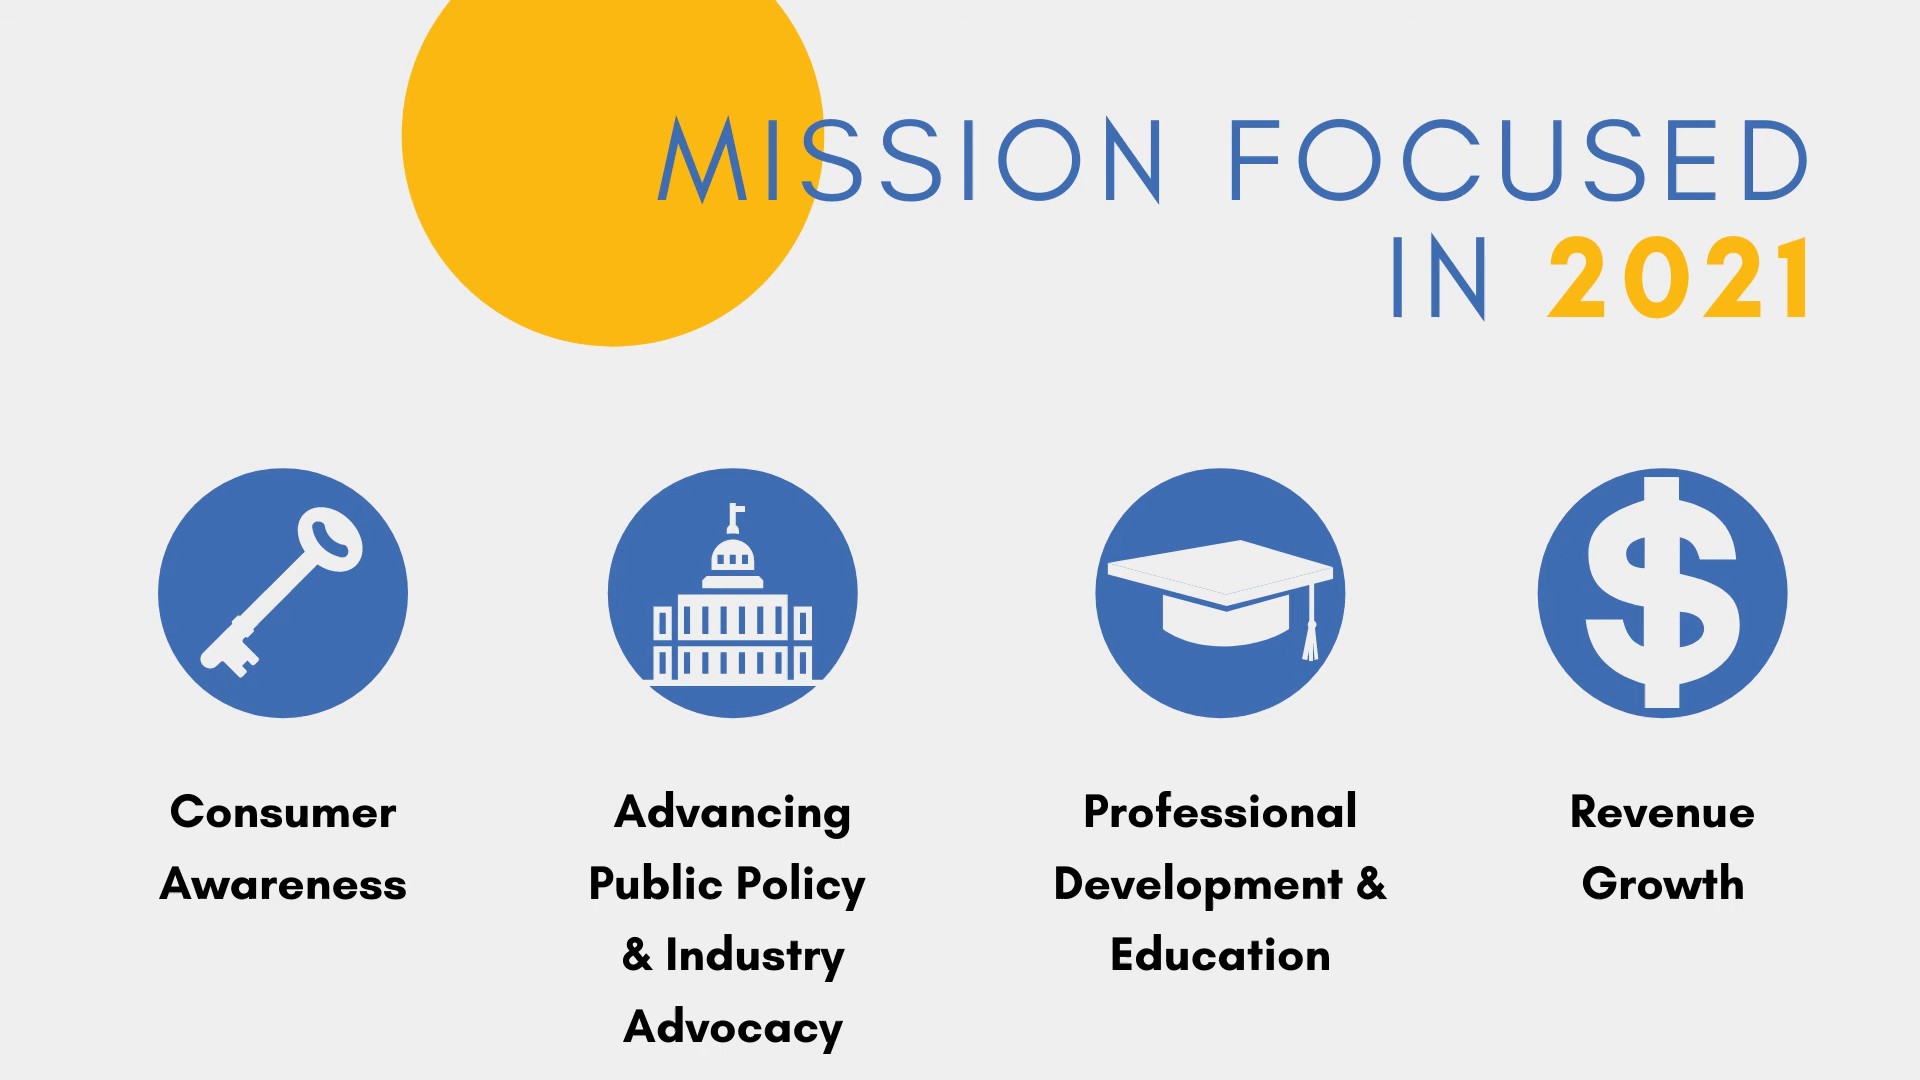 MISSION FOCUSED
IN 2021
Consumer
Awareness
Advancing
Public Policy
& Industry
Advocacy
Professional
Development &
Education
Revenue
Growth